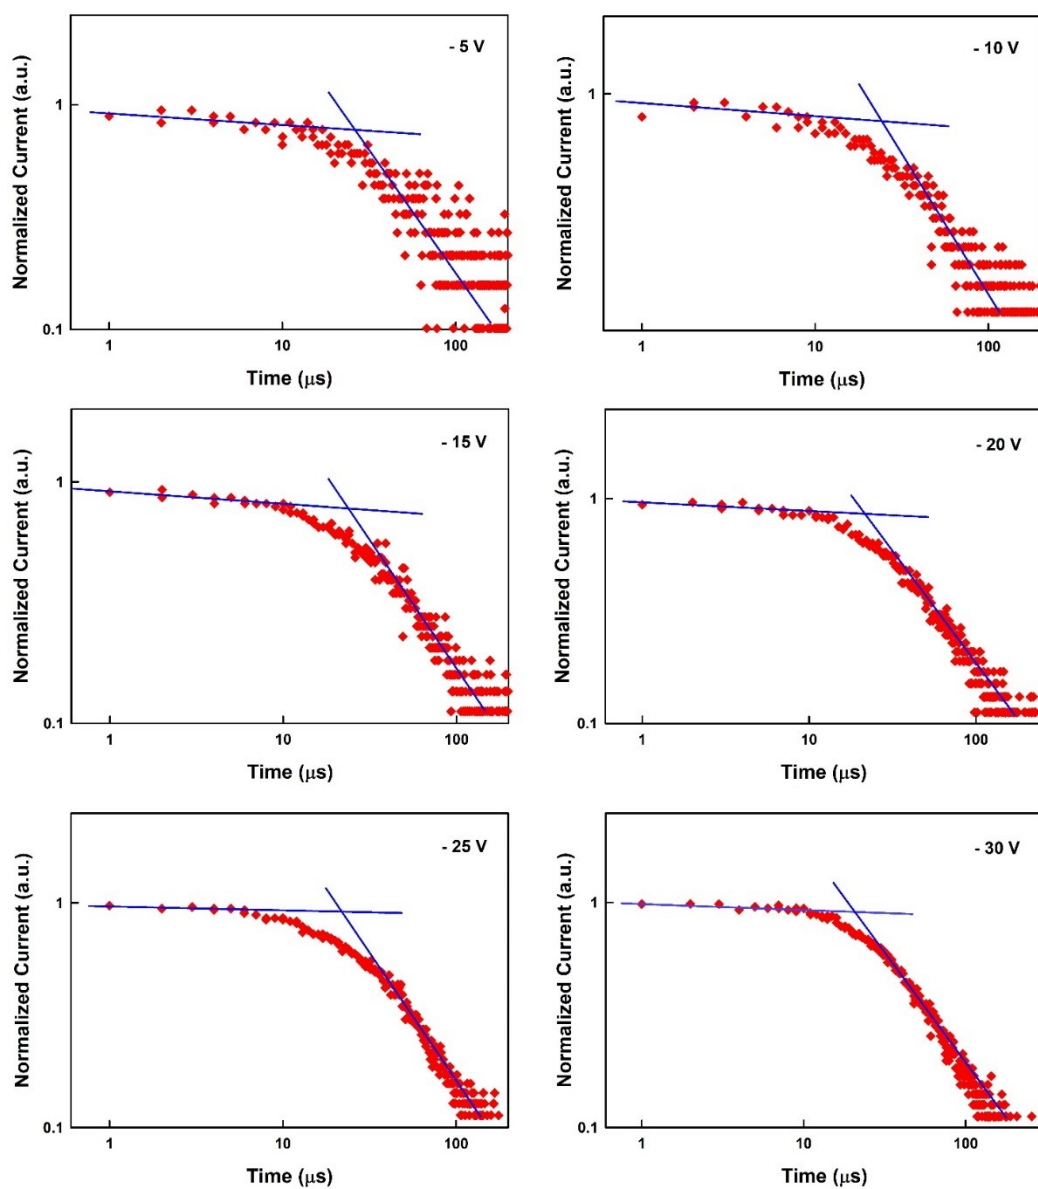 - 5 V
Normalized Current (a.u.)
1
0.1
1
10
100
Time (μs)
- 10 V
Normalized Current (a.u.)
1
1
10
100
Time (μs)
- 15 V
Normalized Current (a.u.)
1
0.1
1
10
100
Time (μs)
- 20 V
Normalized Current (a.u.)
1
0.1
1
10
100
Time (μs)
- 25 V
Normalized Current (a.u.)
1
0.1
1
10
100
Time (μs)
- 30 V
Normalized Current (a.u.)
1
0.1
1
10
100
Time (μs)